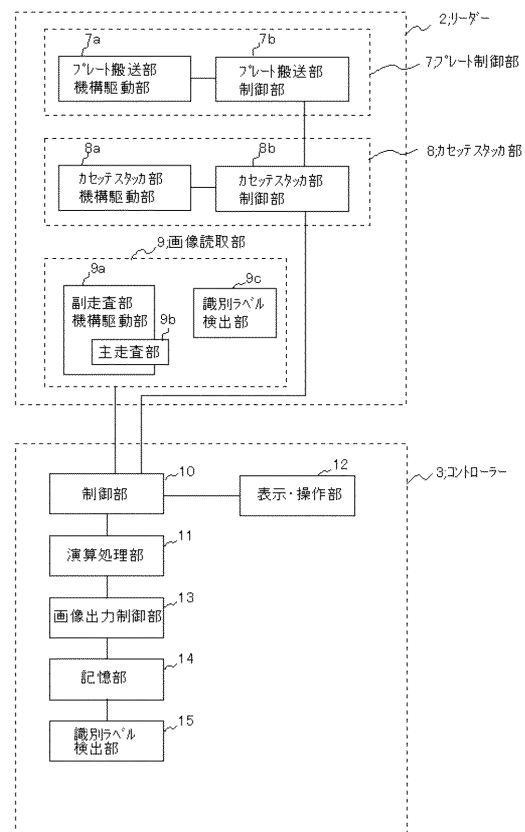 2;リーダー
7a
7b
プレート搬送部
機構駆動部
プレート搬送部
制御部
7;プレート制御部
8a
8b
カセッテスタッカ部
機構駆動部
カセッテスタッカ部
制御部
8;カセッテスタッカ部
9;画像読取部
9a
9c
副走査部
機構駆動部
9b
主走査部
識別ラベル
検出部
3;コントローラー
10
制御部
12
表示・操作部
11
演算処理部
13
画像出力制御部
14
記憶部
15
識別ラベル
検出部